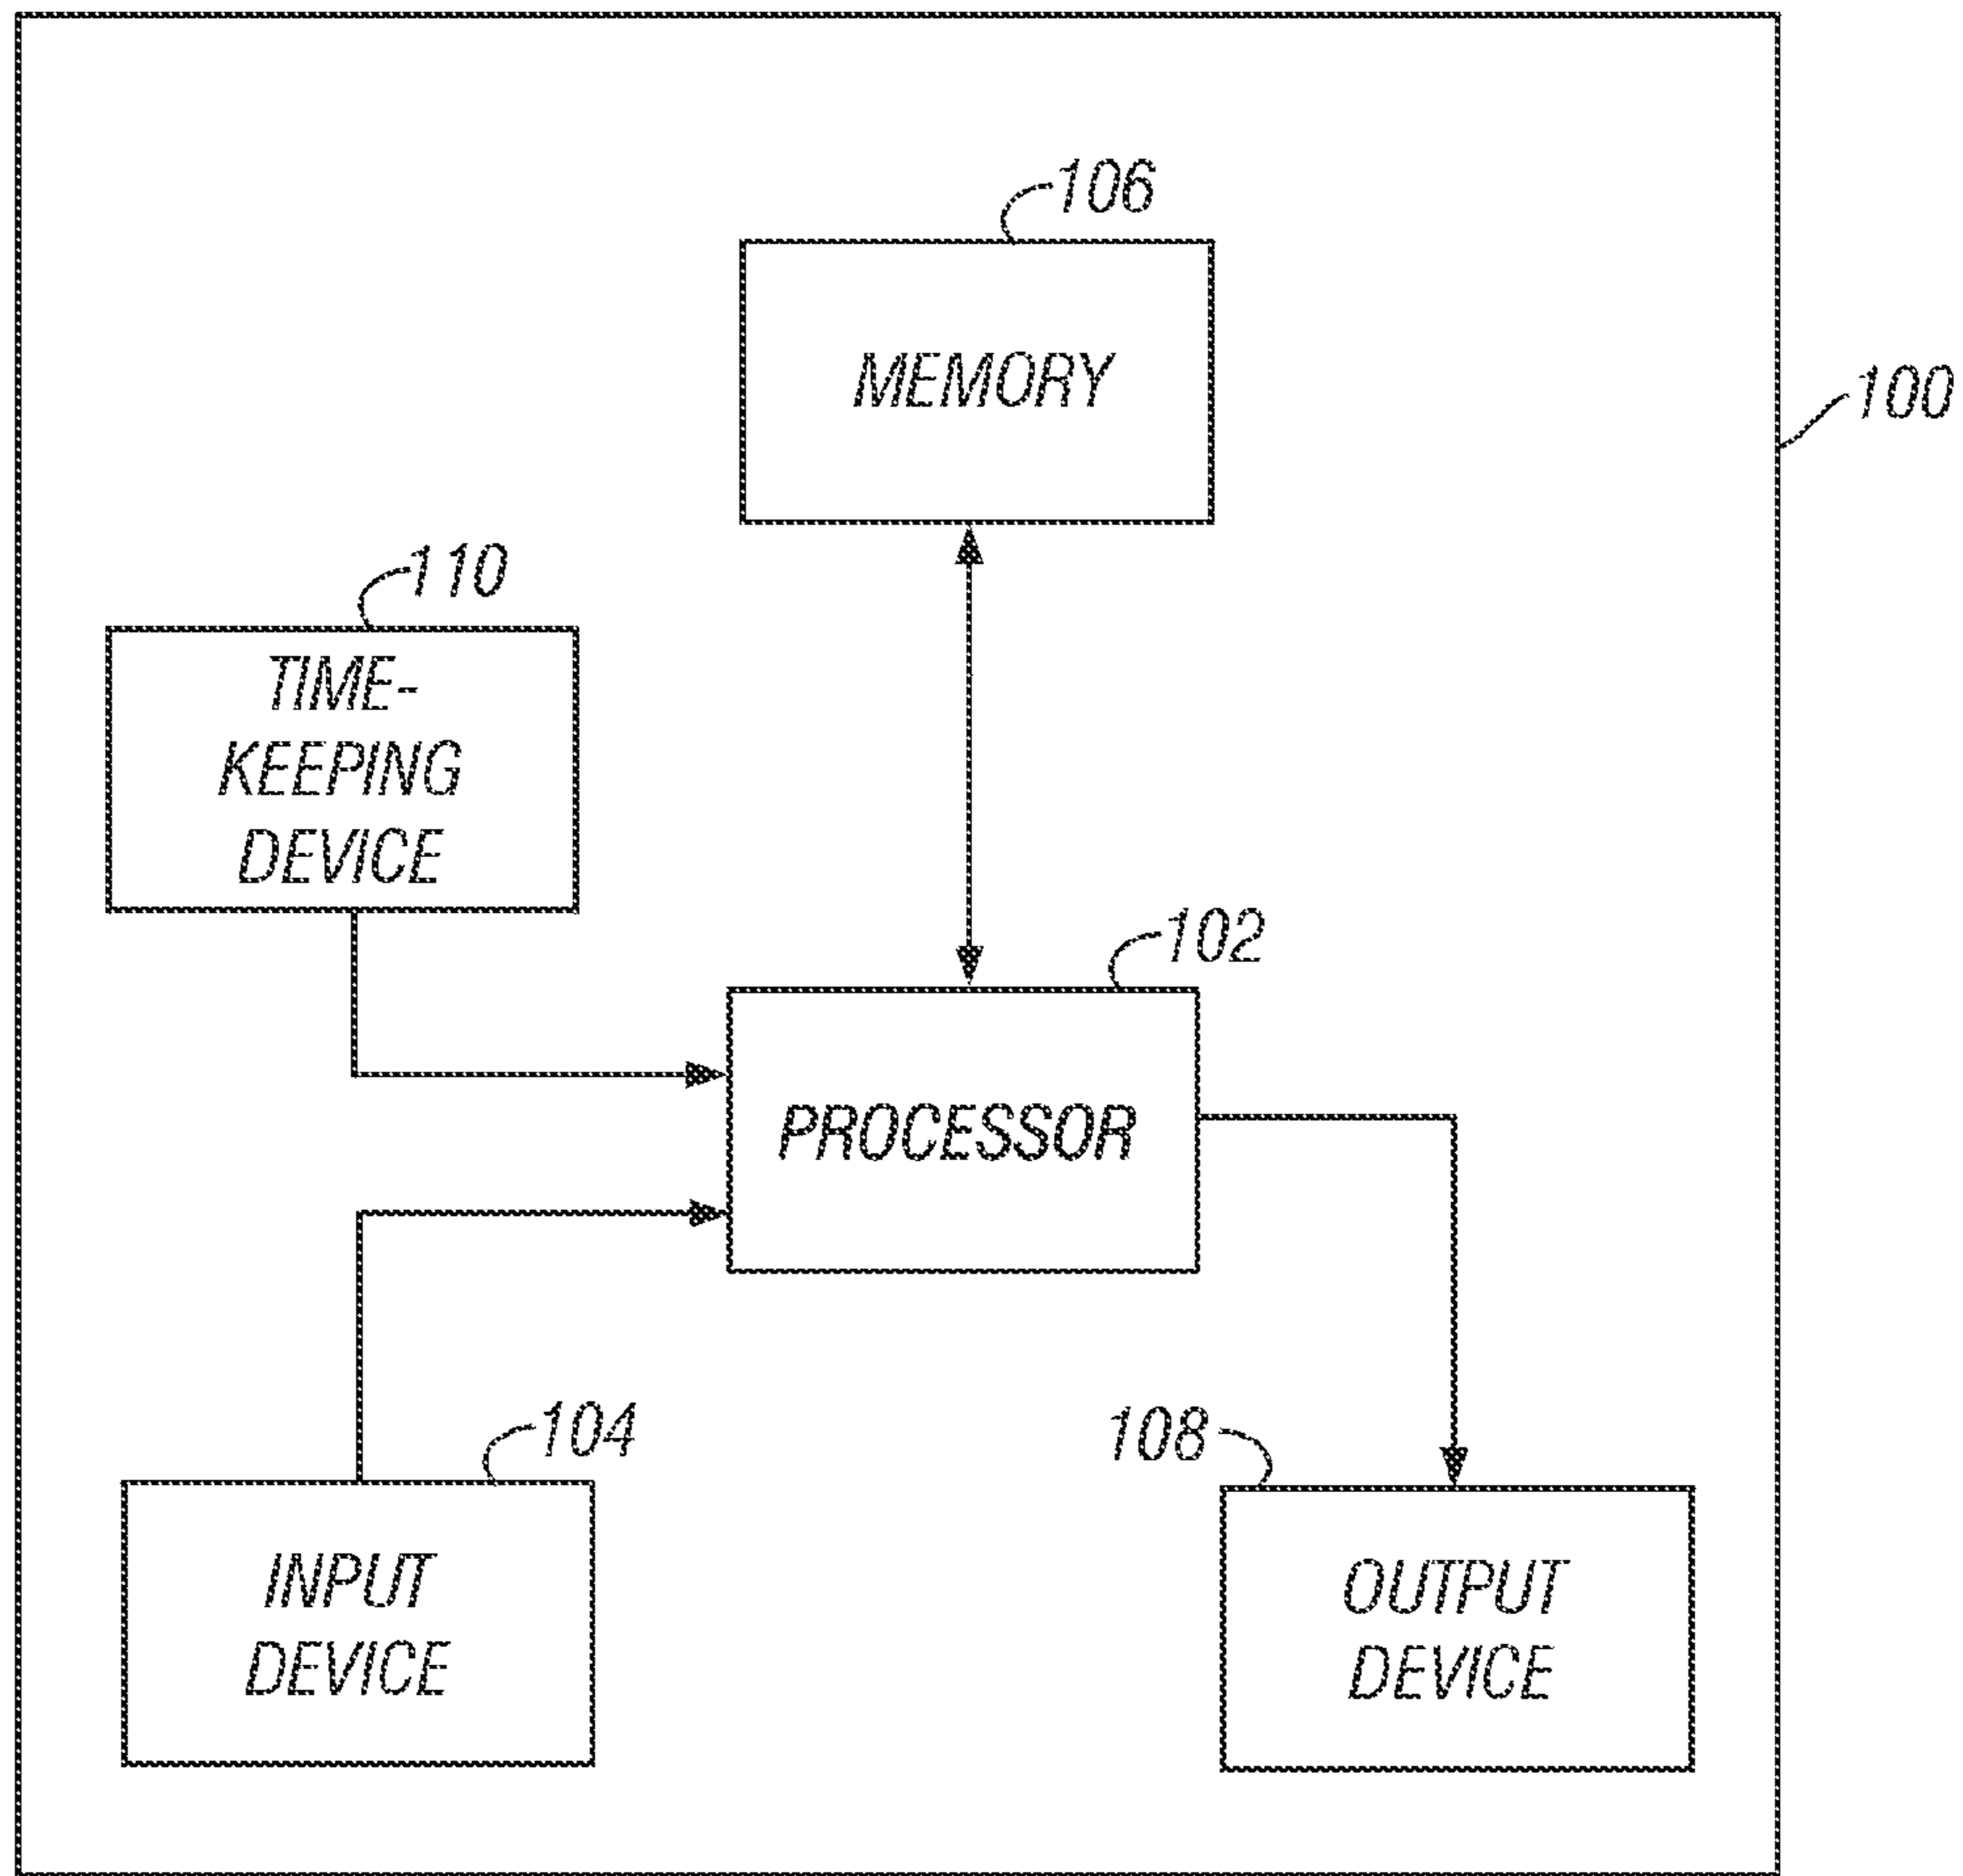 106
MEMORY
100
110
TIME-
KEEPING
DEVICE
102
PROCESSOR
104
INPUT
DEVICE
108
OUTPUT
DEVICE